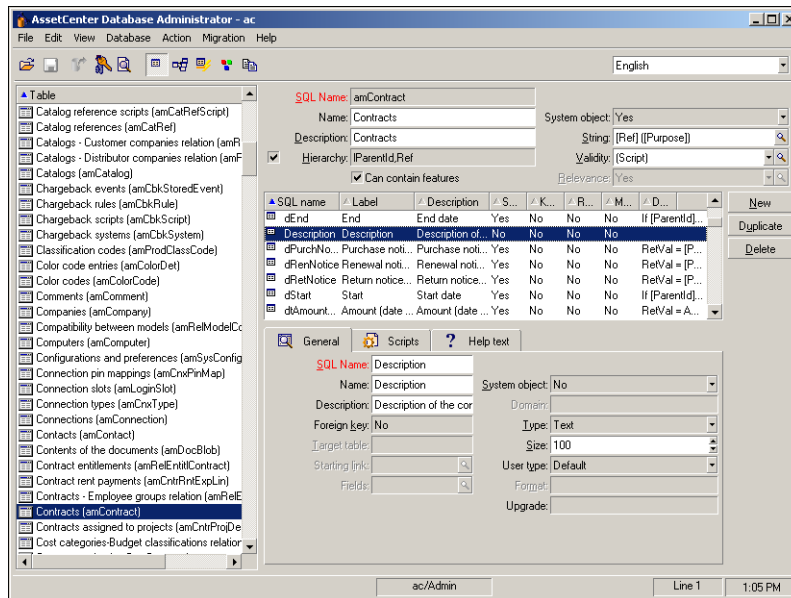 AssetCenter Database Administrator - ac
File Edit View Database Action Migration Help
English
Table
Catalog reference scripts (amCatRefScript)
Catalog references (amCatRef)
Catalogs - Customer companies relation (amR
Catalogs - Distributor companies relation (amF
Catalogs (amCatalog)
Chargeback events (amCbkStoredEvent)
Chargeback rules (amCbkRule)
Chargeback scripts (amCbkScript)
Chargeback systems (amCbkSystem)
Classification codes (amProdClassCode)
Color code entries (amColorDet)
Color codes (amColorCode)
Comments (amComment)
Companies (amCompany)
Compatibility between models (amRelModelCo
Computers (amComputer)
Configurations and preferences (amSysConfig
Connection pin mappings (amCnxPinMap)
Connection slots (amLoginSlot)
Connection types (amCnxType)
Connections (amConnection)
Contacts (amContact)
Contents of the documents (amDocBlob)
Contract entitlements (amRelEntitlContract)
Contract rent payments (amCntrRntExpLin)
Contracts - Employee groups relation (amRelE
Contracts (amContract)
Contracts assigned to projects (amCntrProjDe
Cost categories-Budget classifications relation
SQL Name: amContract
Name: Contracts System object: Yes
Description: Contracts String: [Ref] ([Purpose])
Hierarchy: lParentId,Ref Validity: (Script)
Can contain features Relevance: Yes
SQL name Label Description S... K... R... M... D...
dEnd End End date Yes No No No If [ParentId]...
Description Description Description of... No No No No
dPurchNo... Purchase noti... Purchase noti... Yes No No No RetVal = [P...
dRenNotice Renewal noti... Renewal noti... Yes No No No RetVal = [P...
dRetNotice Return notice... Return notice... Yes No No No RetVal = [P...
dStart Start Start date Yes No No No If [ParentId]...
dtAmount... Amount (date ... Amount (date ... Yes No No No RetVal = A...
New
Duplicate
Delete
General Scripts ? Help text
SQL Name: Description
Name: Description System object: No
Description: Description of the cor Domain:
Foreign key: No Type: Text
Target table: Size: 100
Starting link: User type: Default
Fields: Format:
Upgrade:
ac/Admin Line 1 1:05 PM